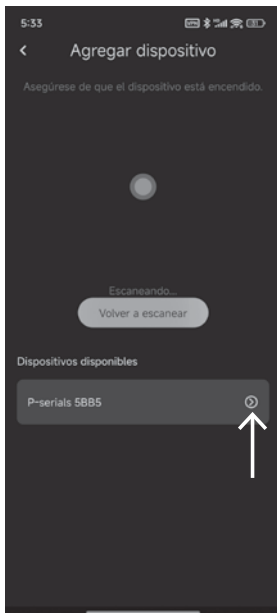 5:33
Agregar dispositivo
Asegúrese de que el dispositivo está encendido.
Escaneando...
Volver a escanear
Dispositivos disponibles
P-serials 5BB5